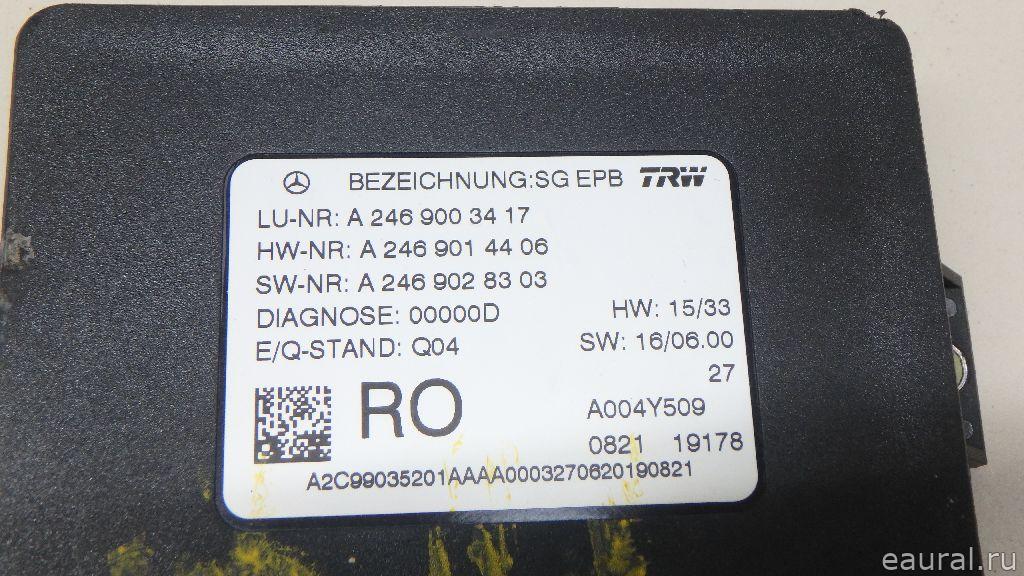 BEZEICHNUNG:SG EPB TRW
LU-NR: A 246 900 34 17
HW-NR: A 246 901 44 06
SW-NR: A 246 902 83 03
DIAGNOSE: 00000D HW: 15/33
E/Q-STAND: Q04 SW: 16/06.00
27
RO A004Y509
0821 19178
A2C99035201AAAA0003270620190821
eaural.ru